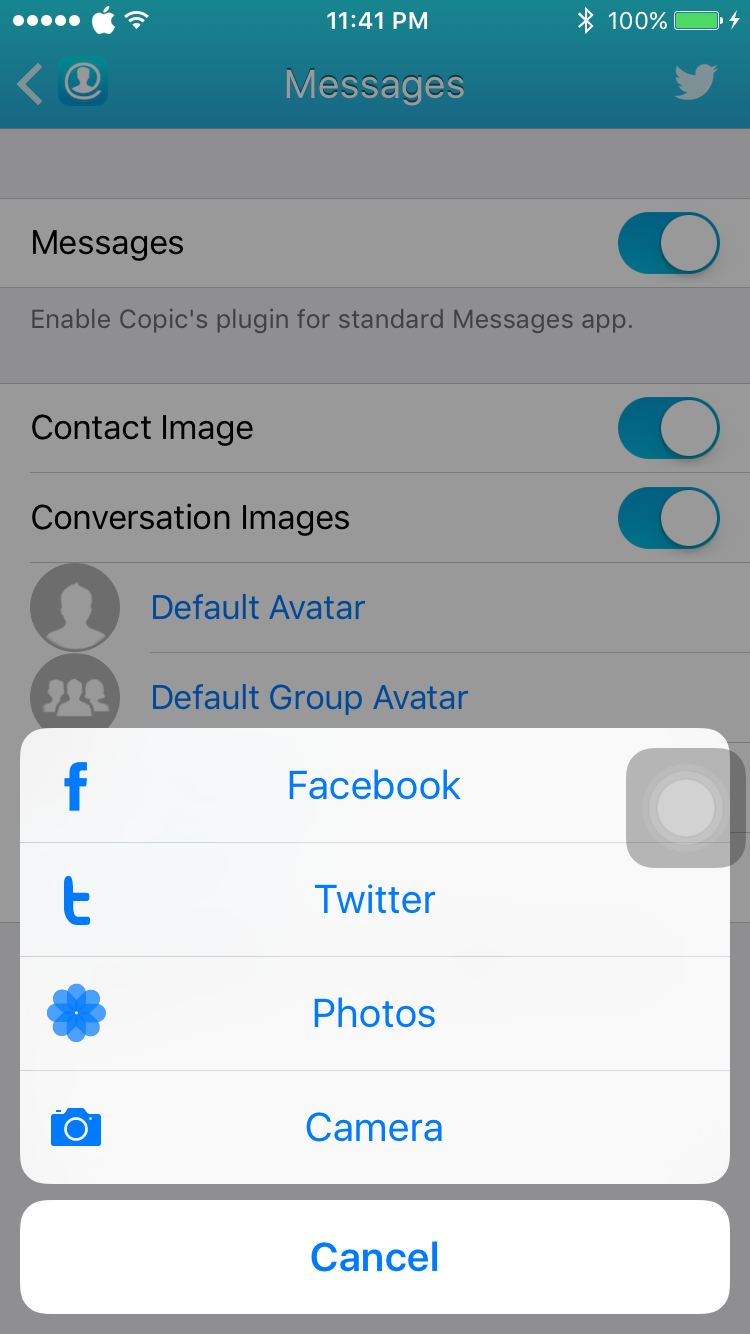 11:41 PM 100%
Messages
Messages
Enable Copic's plugin for standard Messages app.
Contact Image
Conversation Images
Default Avatar
Default Group Avatar
Facebook
Twitter
Photos
Camera
Cancel